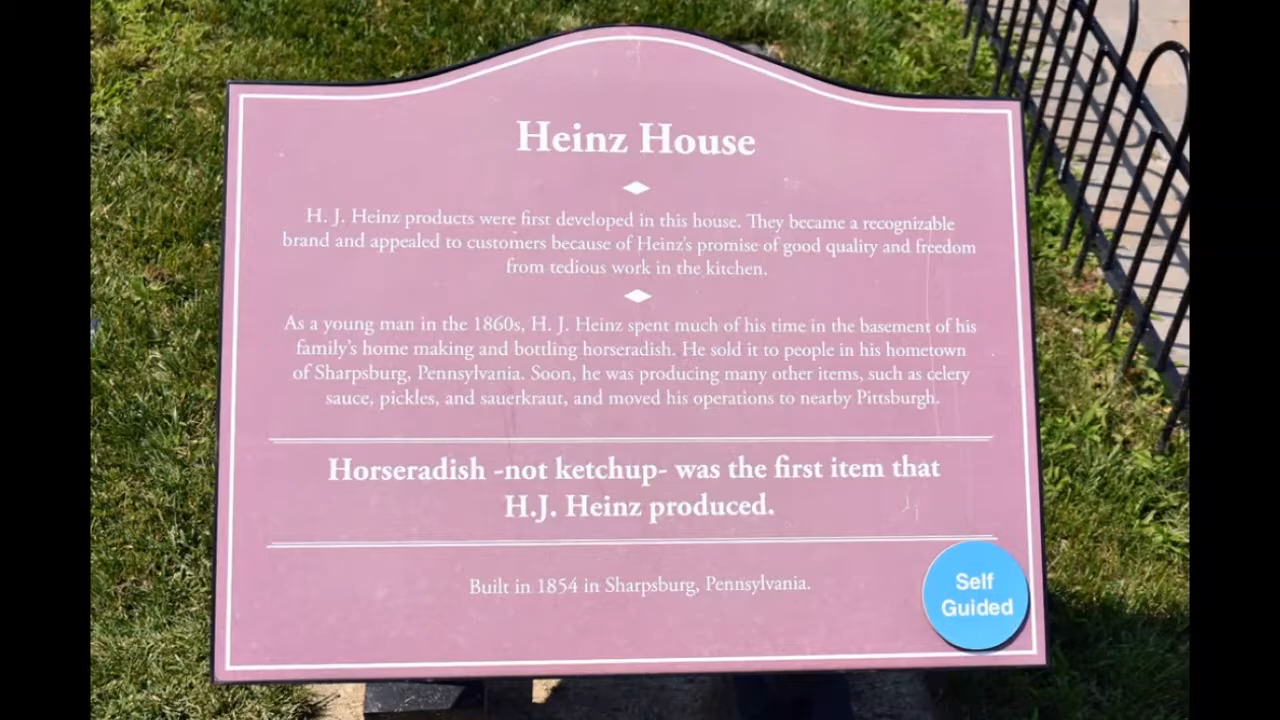 Heinz House
H. J. Heinz products were first developed in this house. They became a recognizable
brand and appealed to customers because of Heinz's promise of good quality and freedom
from tedious work in the kitchen.
As a young man in the 1860s, H. J. Heinz spent much of his time in the basement of his
family's home making and bottling horseradish. He sold it to people in his hometown
of Sharpsburg, Pennsylvania. Soon, he was producing many other items, such as celery
sauce, pickles, and sauerkraut, and moved his operations to nearby Pittsburgh.
Horseradish -not ketchup- was the first item that
H.J. Heinz produced.
Built in 1854 in Sharpsburg, Pennsylvania.
Self
Guided